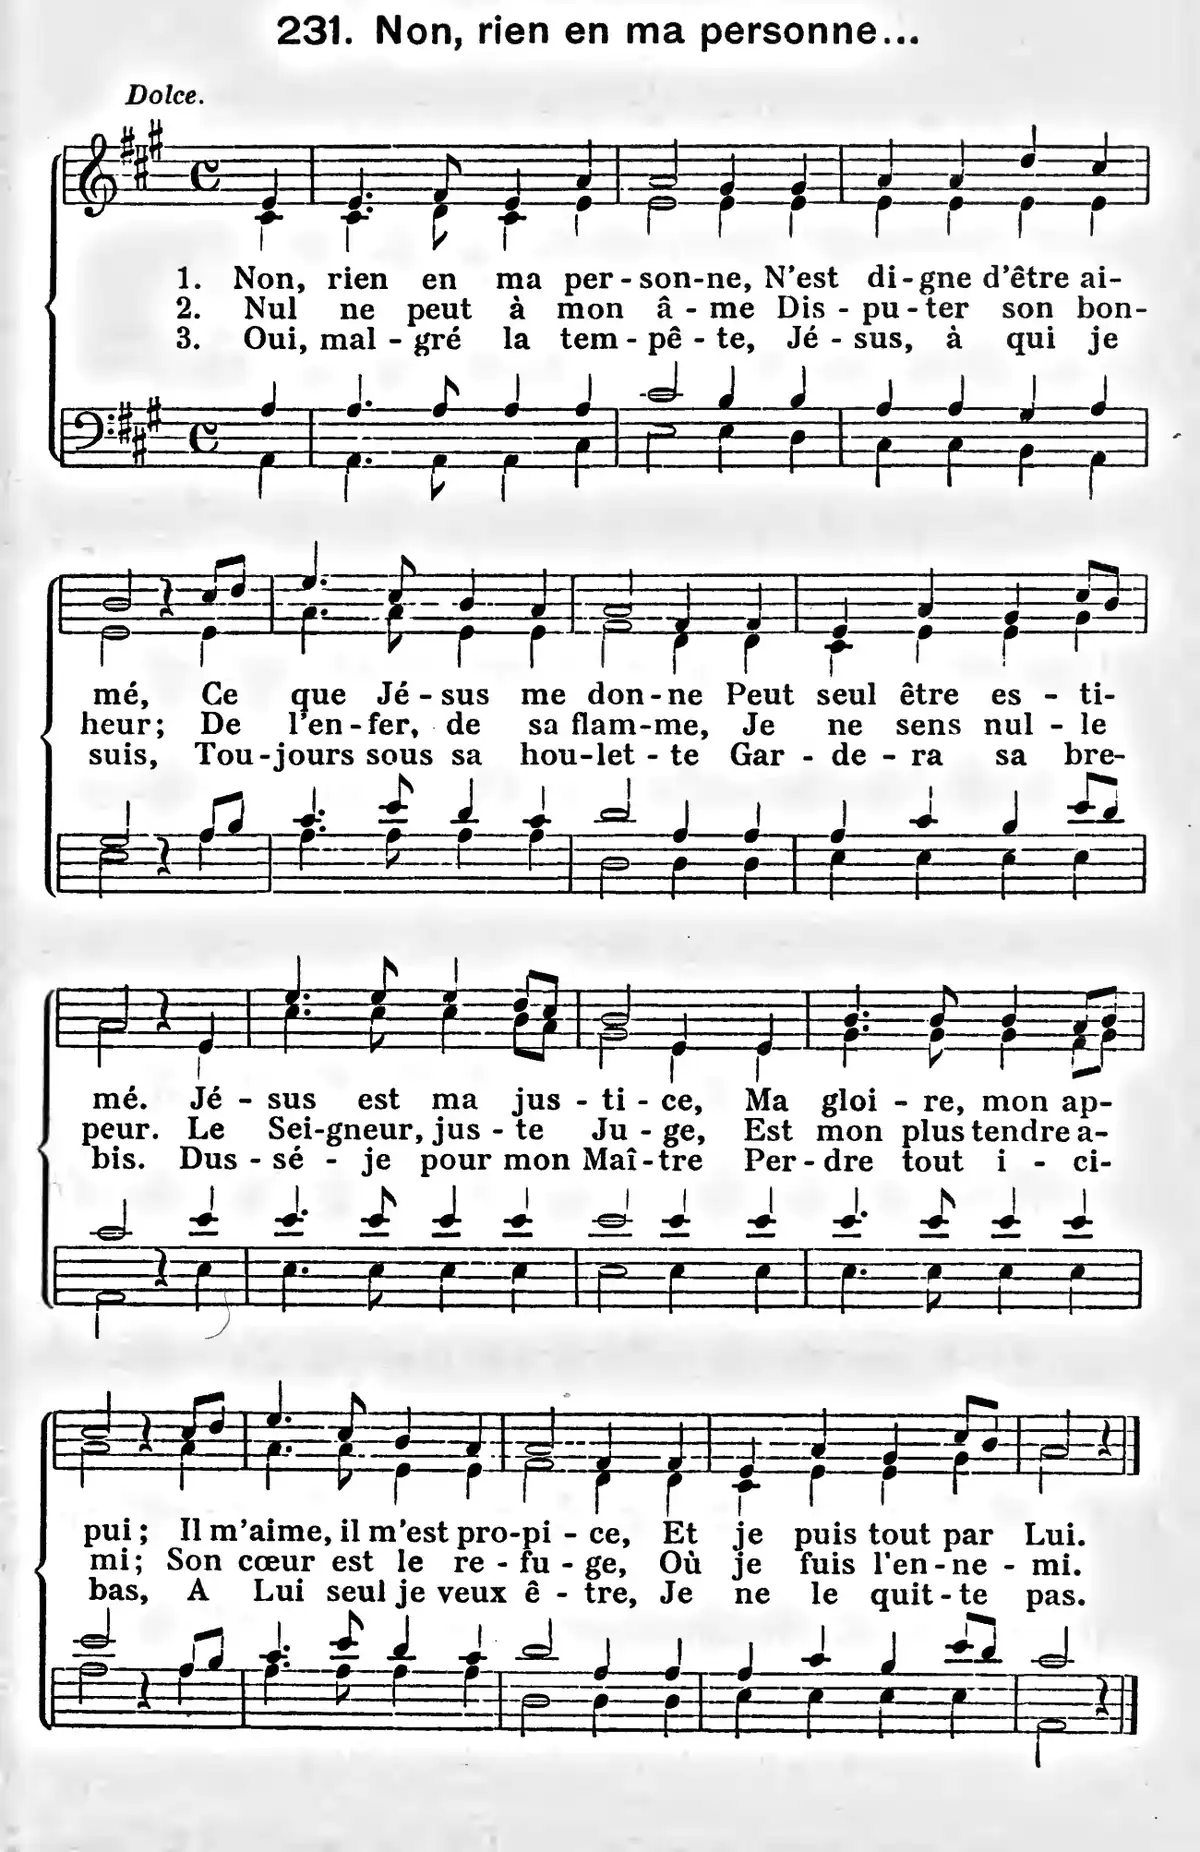 231. Non, rien en ma personne...
Dolce.
1. Non, rien en ma per-son-ne, N'est di-gne d'être ai-
2. Nul ne peut à mon â-me Dis-pu-ter son bon-
3. Oui, mal-gré la tem-pê-te, Jé-sus, à qui je
mé, Ce que Jé-sus me don-ne Peut seul être es-ti-
heur; De l'en-fer, de sa flam-me, Je ne sens nul-le
suis, Tou-jours sous sa hou-let-te Gar-de-ra sa bre-
mé. Jé-sus est ma jus-ti-ce, Ma gloi-re, mon ap-
peur. Le Sei-gneur, jus-te Ju-ge, Est mon plus tendre a-
bis. Dus-sé-je pour mon Maî-tre Per-dre tout i-ci-
pui; Il m'aime, il m'est pro-pi-ce, Et je puis tout par Lui.
mi; Son cœur est le re-fu-ge, Où je fuis l'en-ne-mi.
bas, A Lui seul je veux ê-tre, Je ne le quit-te pas.